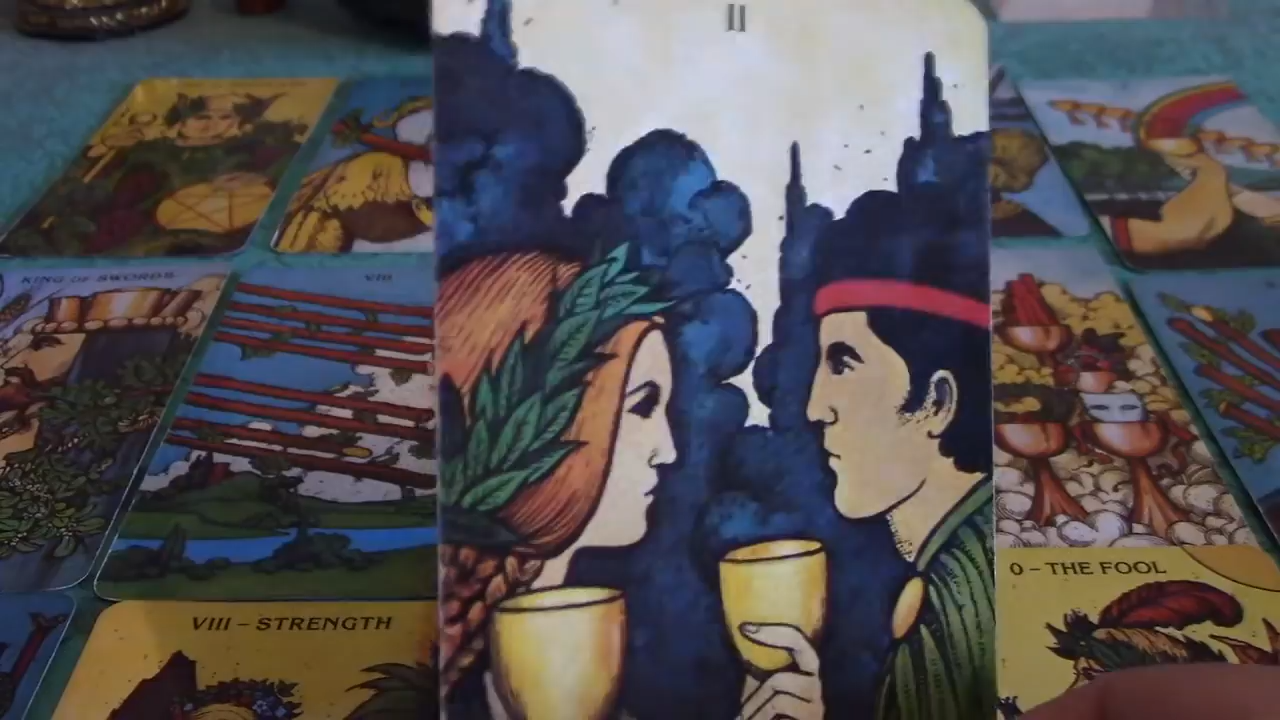 II
KING OF SWORDS
VIII
VIII – STRENGTH
0 – THE FOOL